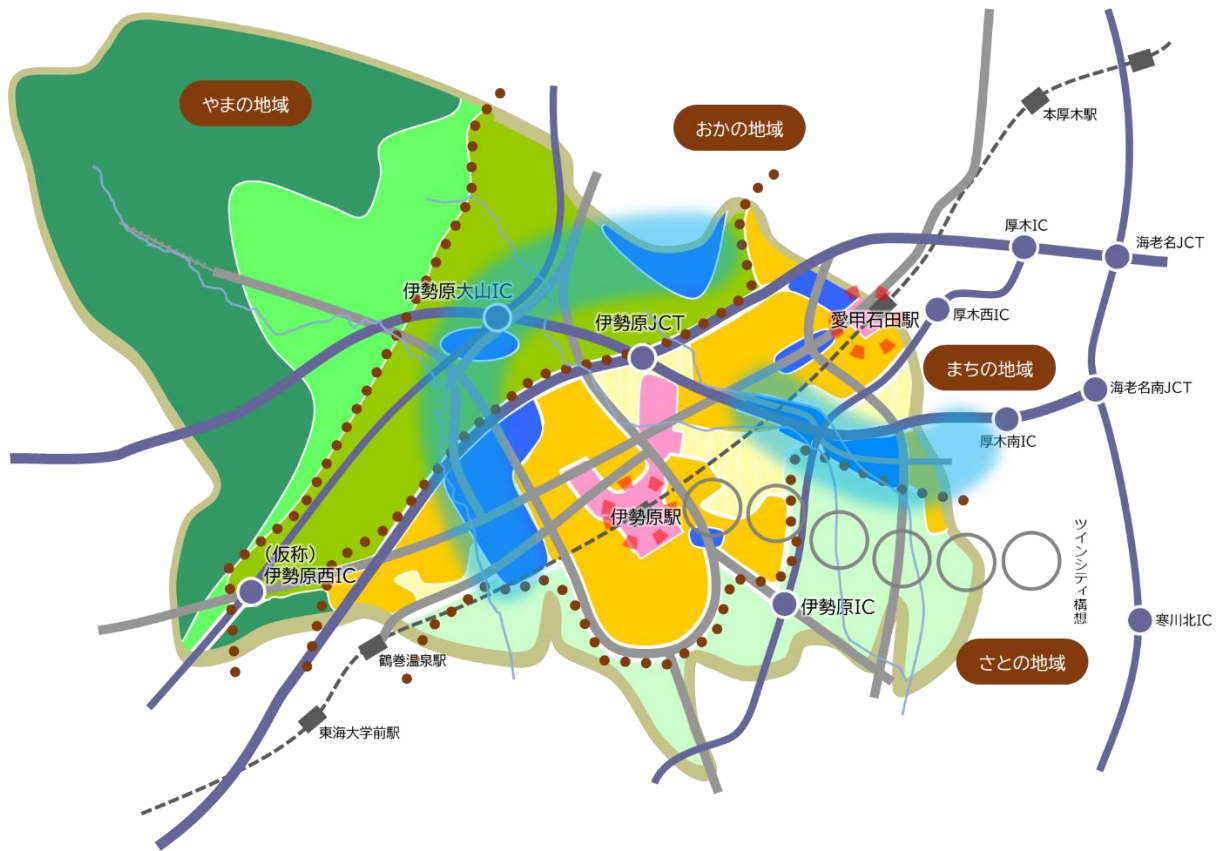 やまの地域
おかの地域
本厚木駅
厚木IC
海老名JCT
伊勢原大山IC
厚木西IC
伊勢原JCT
愛甲石田駅
まちの地域
海老名南JCT
厚木南IC
伊勢原駅
ツインシティ構想
（仮称）
伊勢原西IC
伊勢原IC
寒川北IC
鶴巻温泉駅
さとの地域
東海大学前駅